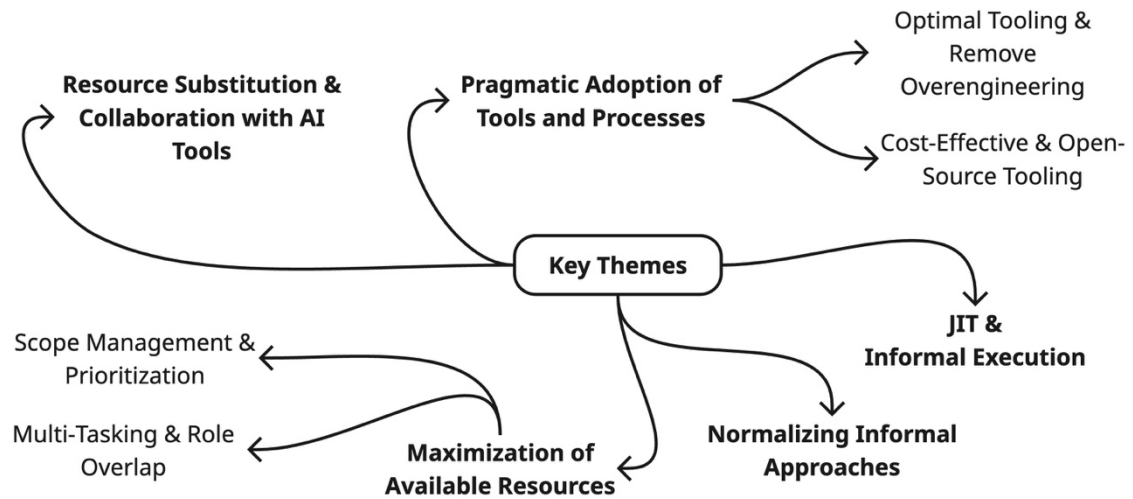 Optimal Tooling &
Remove
Overengineering
Resource Substitution &
Collaboration with AI
Tools
Pragmatic Adoption of
Tools and Processes
Cost-Effective & Open-
Source Tooling
Key Themes
JIT &
Informal Execution
Scope Management &
Prioritization
Multi-Tasking & Role
Overlap
Maximization of
Available Resources
Normalizing Informal
Approaches